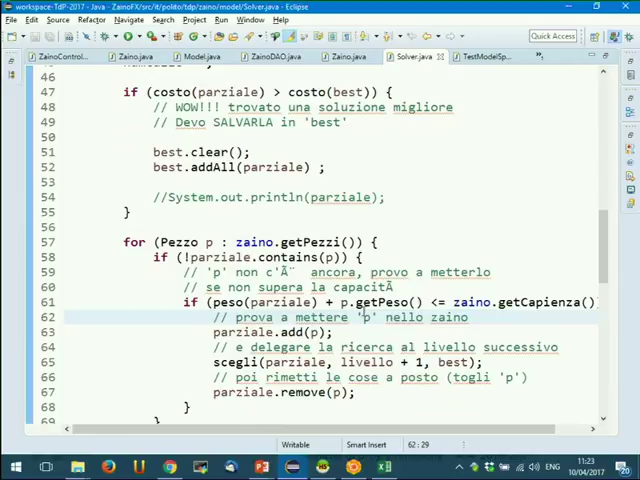 workspace-TdP-2017 - Java - ZainoFX/src/it/polito/tdp/zaino/model/Solver.java - Eclipse
File Edit Source Refactor Navigate Search Project Run Window Help
Quick Access
ZainoControl... Zaino.java Model.java ZainoDAO.java Zaino.java Solver.java TestModelSp...
46
47 if (costo(parziale) > costo(best)) {
48 // WOW!!! trovato una soluzione migliore
49 // Devo SALVARLA in 'best'
50
51 best.clear();
52 best.addAll(parziale) ;
53
54 //System.out.println(parziale);
55 }
56
57 for (Pezzo p : zaino.getPezzi()) {
58 if (!parziale.contains(p)) {
59 // 'p' non c'Ã¨ ancora, provo a metterlo
60 // se non supera la capacitÃ
61 if (peso(parziale) + p.getPeso() <= zaino.getCapienza())
62 // prova a mettere 'p' nello zaino
63 parziale.add(p);
64 // e delegare la ricerca al livello successivo
65 scegli(parziale, livello + 1, best);
66 // poi rimetti le cose a posto (togli 'p')
67 parziale.remove(p);
68 }
69 }
Writable Smart Insert 62 : 29
ENG 11:23
10/04/2017 20